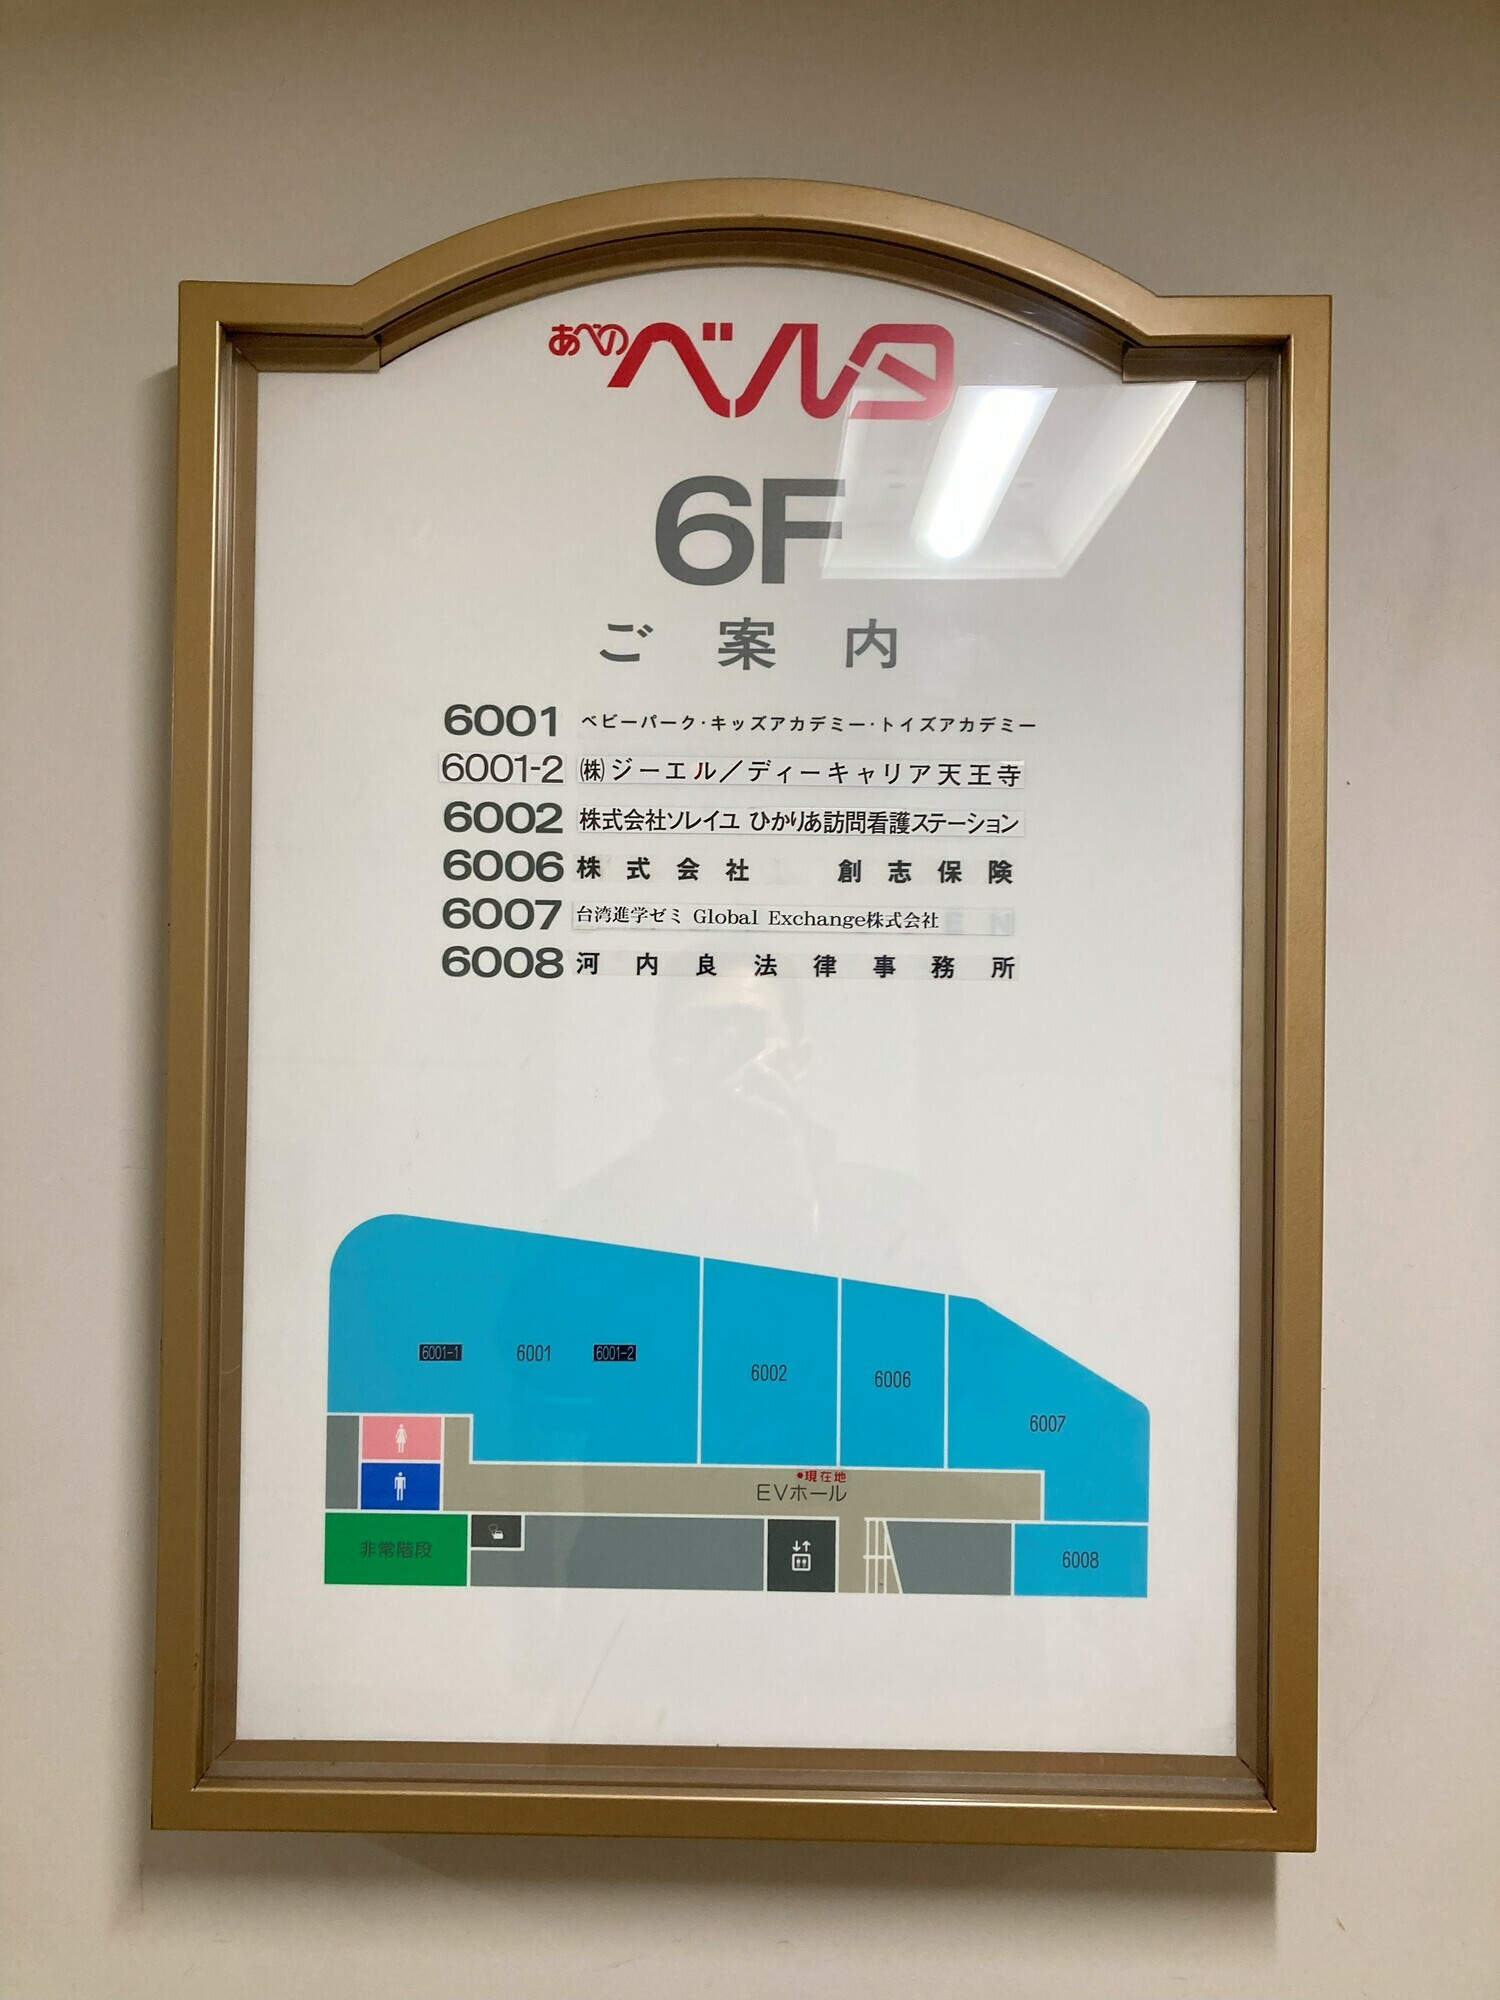 あべのベルタ
6F
ご案内
6001 ベビーパーク・キッズアカデミー・トイズアカデミー
6001-2 ㈱ジーエル／ディーキャリア天王寺
6002 株式会社ソレイユ ひかりあ訪問看護ステーション
6006 株式会社 創志保険
6007 台湾進学ゼミ Global Exchange株式会社 EN
6008 河内良法律事務所
6001-1 6001 6001-2
6002
6006
6007
現在地
EVホール
非常階段
6008